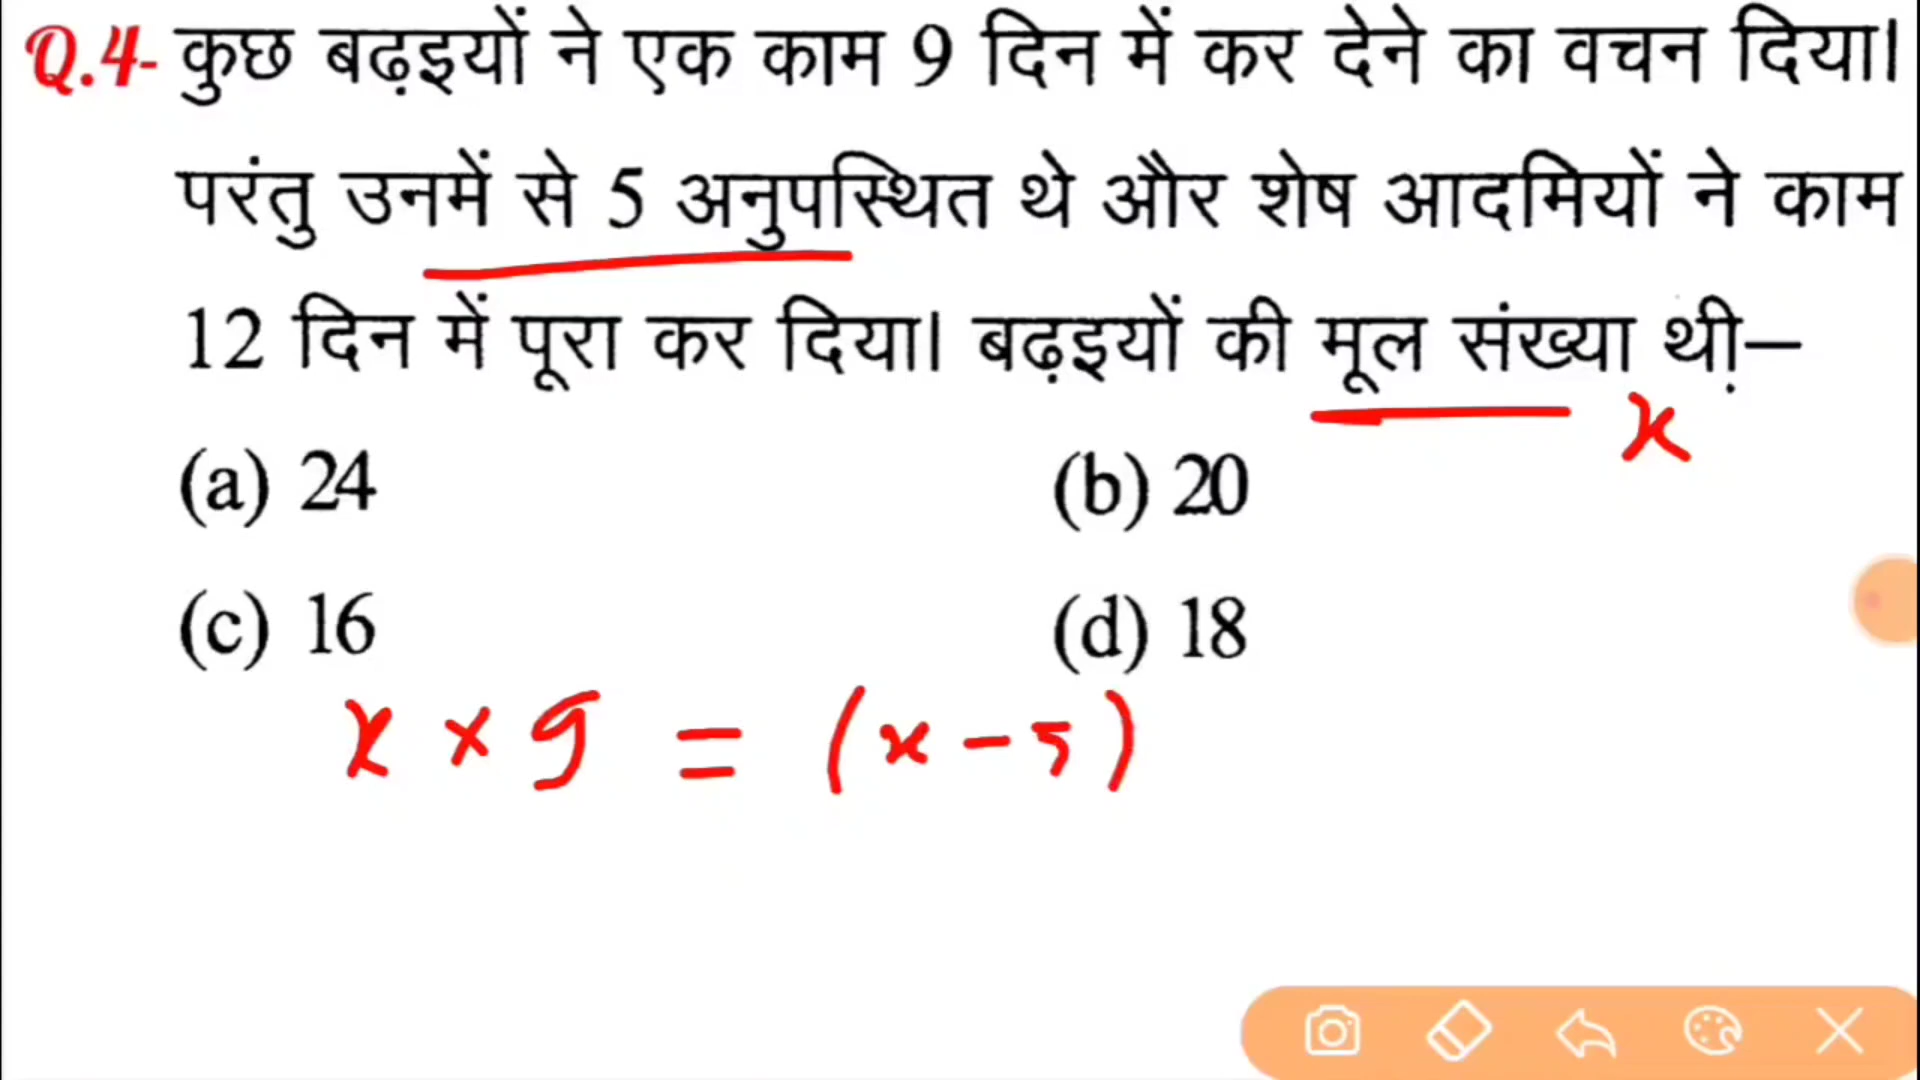 Q.4- कुछ बढ़इयों ने एक काम 9 दिन में कर देने का वचन दिया।
परंतु उनमें से 5 अनुपस्थित थे और शेष आदमियों ने काम
12 दिन में पूरा कर दिया। बढ़इयों की मूल संख्या थी–
x
(a) 24 (b) 20
(c) 16 (d) 18
x × 9 = (x - 5)